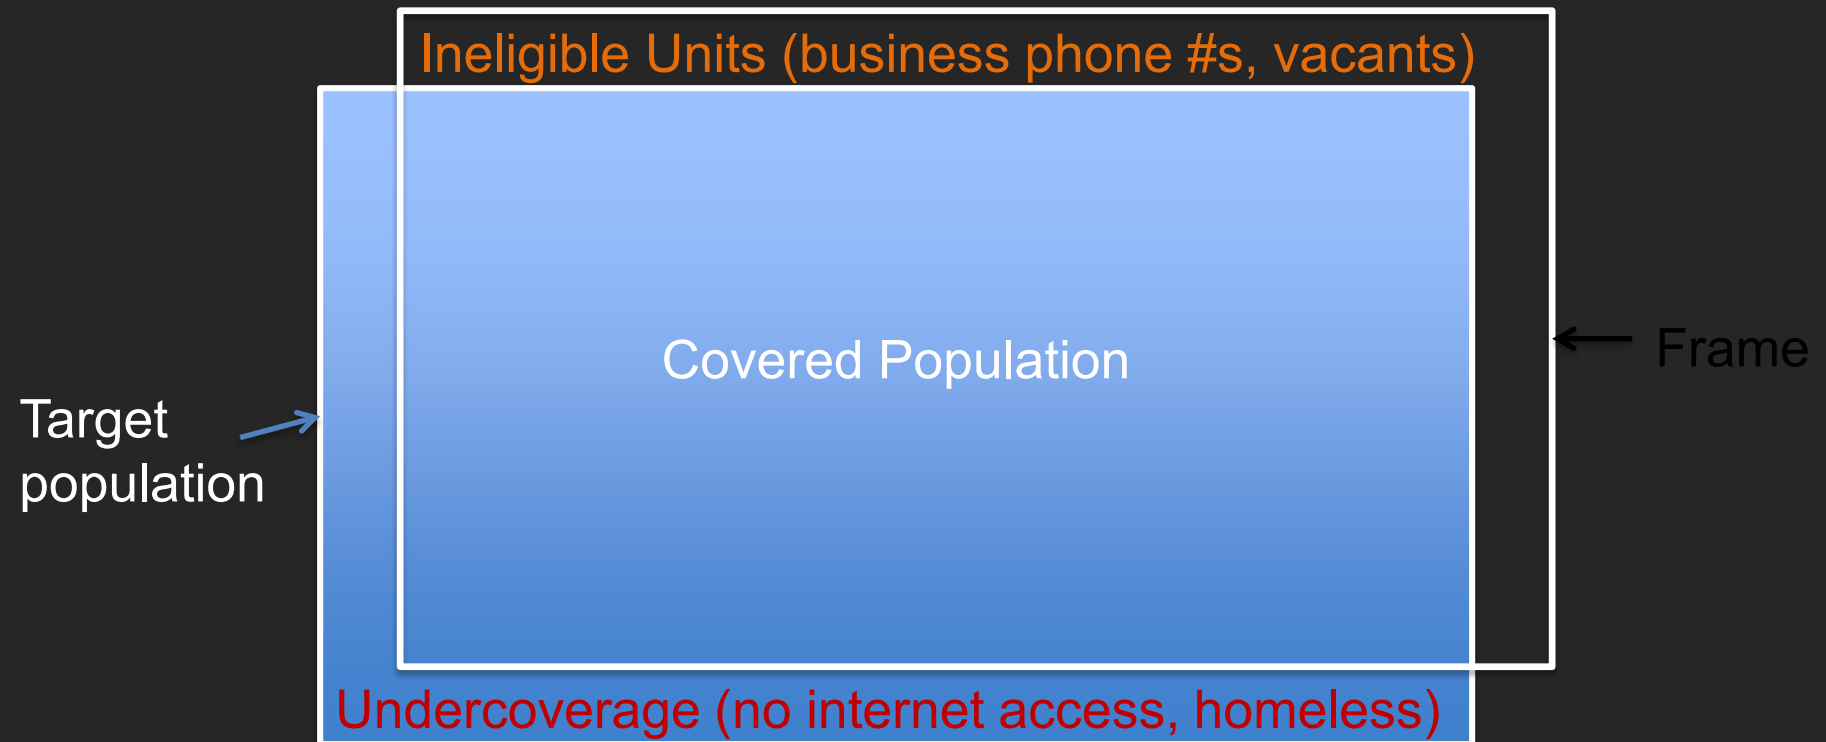 Ineligible Units (business phone #s, vacants)
Covered Population
Frame
Target
population
Undercoverage (no internet access, homeless)